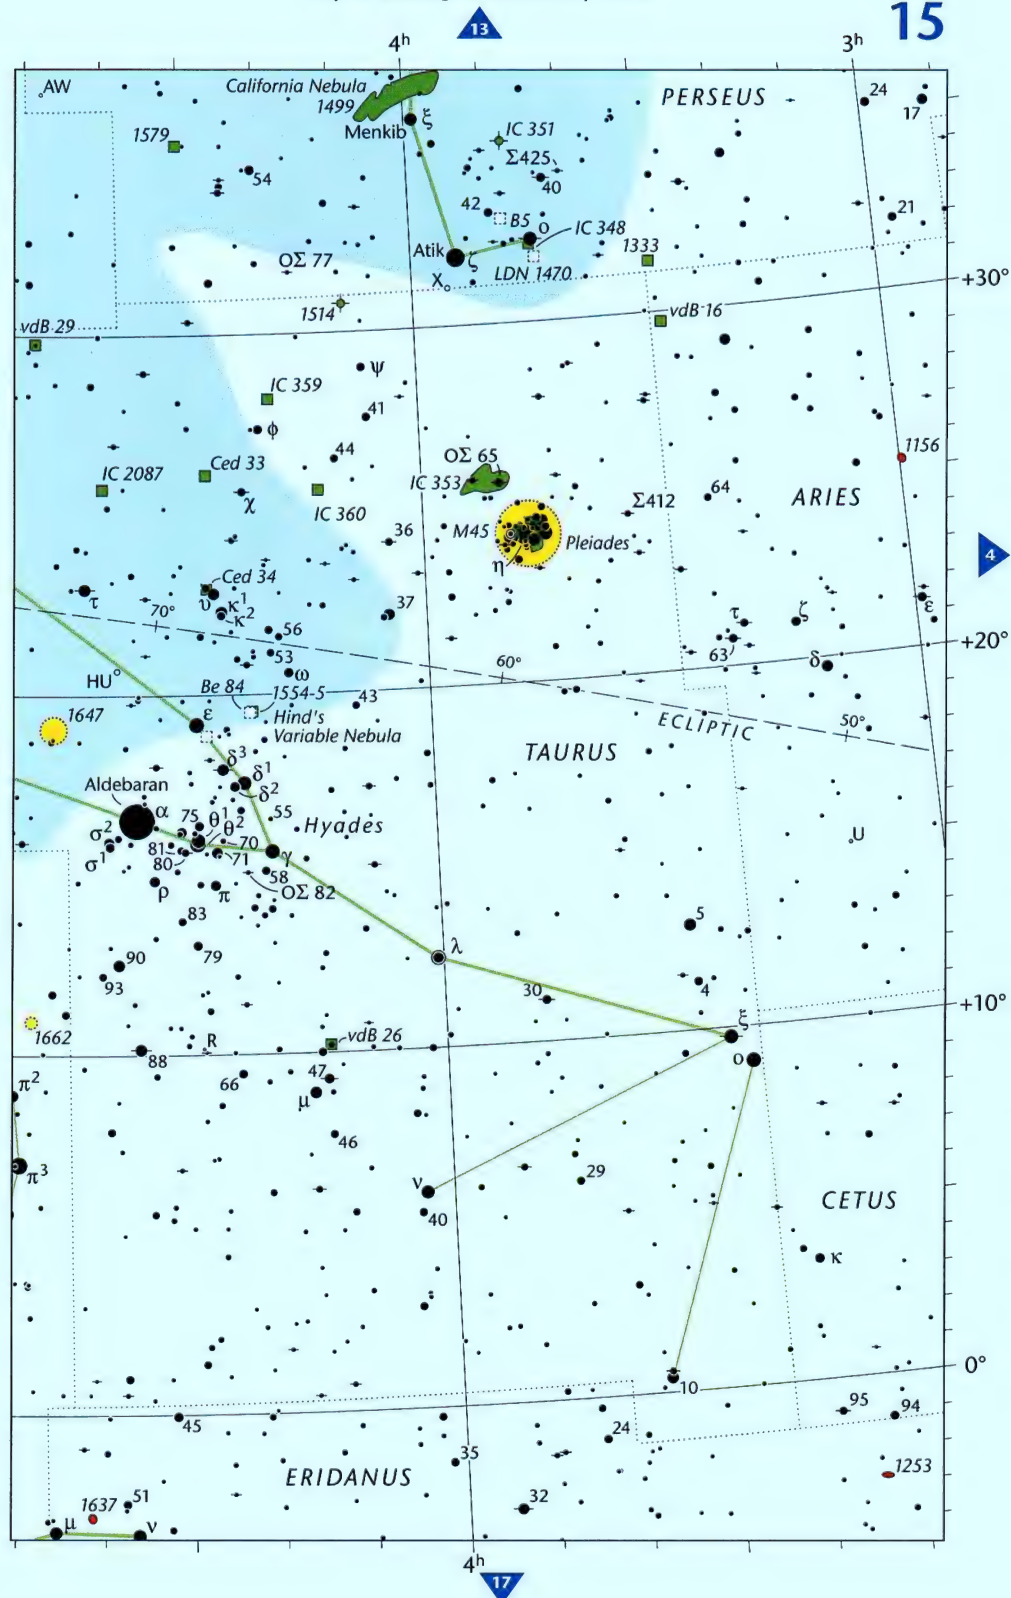 15
13
4h
3h
AW
California Nebula
1499
PERSEUS
24
17
Menkib
ξ
1579
IC 351
Σ425
54
40
42
B5
ο
IC 348
21
Atik
ζ
ΟΣ 77
LDN 1470
1333
X
+30°
1514
vdB 29
vdB 16
ψ
IC 359
41
φ
44
ΟΣ 65
1156
IC 2087
Ced 33
IC 353
64
ARIES
χ
IC 360
Σ412
36
M45
Pleiades
η
4
Ced 34
τ
υ
κ1
κ2
37
ε
70°
56
τ
ζ
+20°
53
63
δ
60°
HU
ω
Be 84
1554-5
43
50°
1647
ε
Hind's
Variable Nebula
ECLIPTIC
TAURUS
δ3
δ1
Aldebaran
δ2
α
75
θ1
55
Hyades
σ2
θ2
70
U
81
71
γ
σ1
80
58
ρ
π
ΟΣ 82
83
5
90
79
λ
93
30
4
+10°
1662
R
vdB 26
ξ
88
ο
π2
66
47
μ
46
π3
29
ν
40
CETUS
κ
0°
10
45
95
94
24
35
ERIDANUS
1253
51
32
1637
μ
ν
4h
17